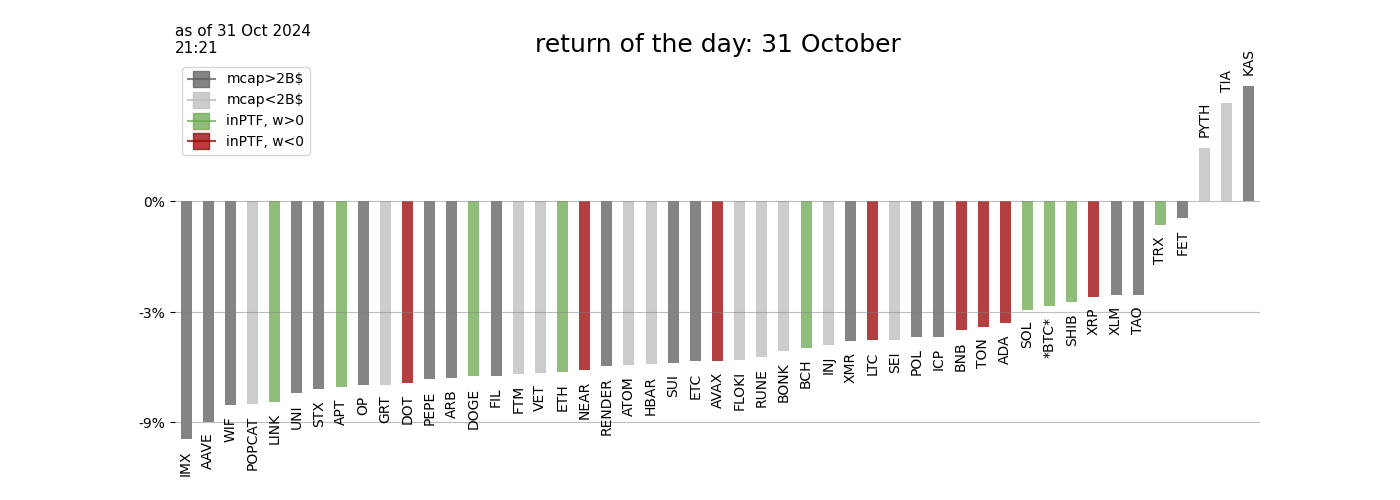 as of 31 Oct 2024
21:21
return of the day: 31 October
mcap>2B$
mcap<2B$
inPTF, w>0
inPTF, w<0
0%
-3%
-9%
IMX
AAVE
WIF
POPCAT
LINK
UNI
STX
APT
OP
GRT
DOT
PEPE
ARB
DOGE
FIL
FTM
VET
ETH
NEAR
RENDER
ATOM
HBAR
SUI
ETC
AVAX
FLOKI
RUNE
BONK
BCH
INJ
XMR
LTC
SEI
POL
ICP
BNB
TON
ADA
SOL
*BTC*
SHIB
XRP
XLM
TAO
TRX
FET
PYTH
TIA
KAS